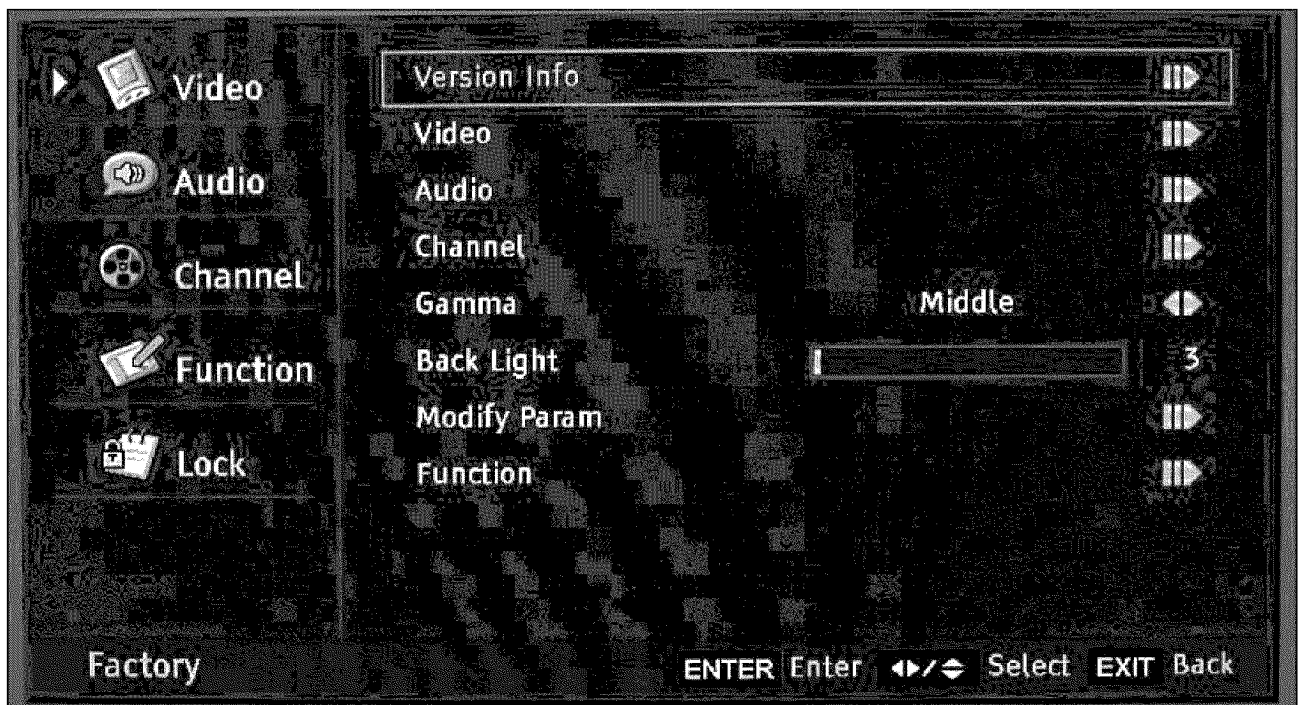 Video
Audio
Channel
Function
Lock
Version Info
Video
Audio
Channel
Gamma Middle
Back Light 3
Modify Param
Function
Factory
ENTER Enter Select EXIT Back